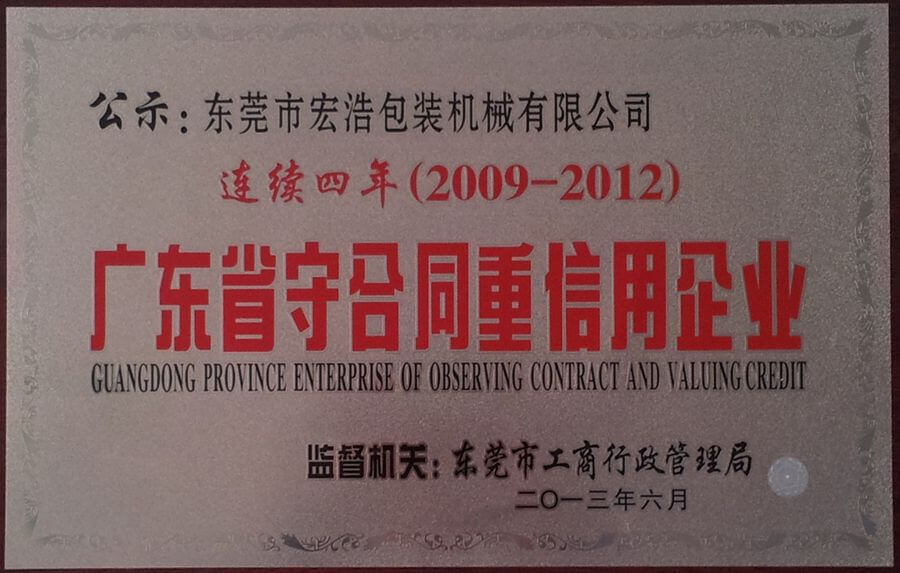 公示：东莞市宏浩包装机械有限公司
连续四年(2009-2012)
广东省守合同重信用企业
GUANGDONG PROVINCE ENTERPRISE OF OBSERVING CONTRACT AND VALUING CREDIT
监督机关：东莞市工商行政管理局
二〇一三年六月